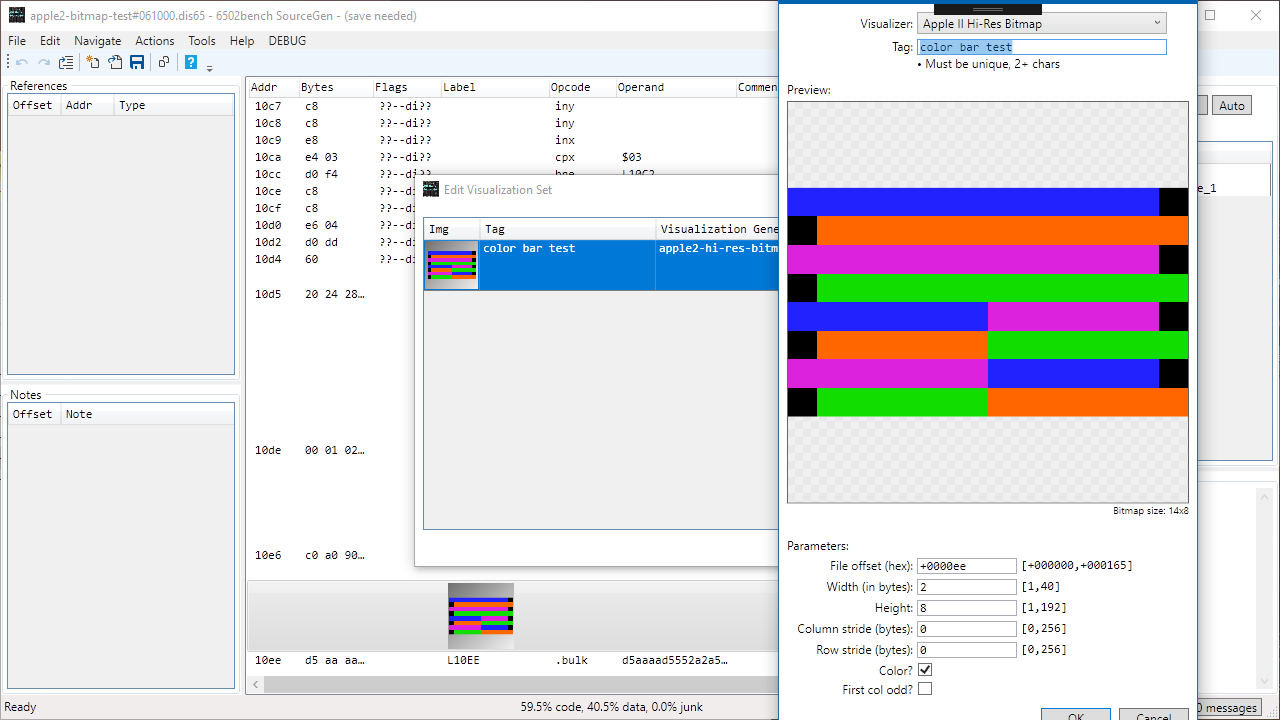 apple2-bitmap-test#061000.dis65 - 6502bench SourceGen - (save needed)
File Edit Navigate Actions Tools Help DEBUG
References
Offset Addr Type
Notes
Offset Note
Addr Bytes Flags Label Opcode Operand Commen
10c7 c8 ??--di?? iny
10c8 c8 ??--di?? iny
10c9 e8 ??--di?? inx
10ca e4 03 ??--di?? cpx $03
10cc d0 f4 ??--di?? bne L10C2
10ce c8 ??--di
10cf c8 ??--di
10d0 e6 04 ??--di
10d2 d0 dd ??--di
10d4 60 ??--di
10d5 20 24 28…
10de 00 01 02…
10e6 c0 a0 90…
10ee d5 aa aa… L10EE .bulk d5aaaad5552a2a5…
Edit Visualization Set
Img Tag Visualization Gene
color bar test apple2-hi-res-bitm
Visualizer: Apple II Hi-Res Bitmap
Tag: color bar test
• Must be unique, 2+ chars
Preview:
Bitmap size: 14x8
Parameters:
File offset (hex): +0000ee [+000000,+000165]
Width (in bytes): 2 [1,40]
Height: 8 [1,192]
Column stride (bytes): 0 [0,256]
Row stride (bytes): 0 [0,256]
Color?
First col odd?
OK Cancel
Auto
e_1
Ready 59.5% code, 40.5% data, 0.0% junk 0 messages